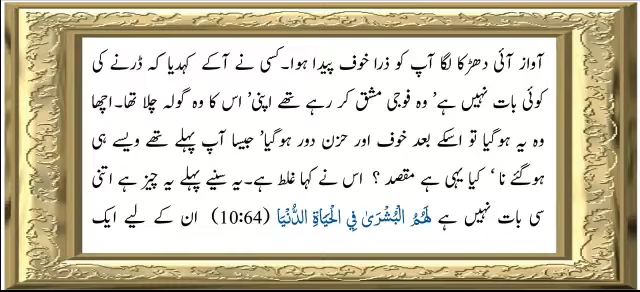 آواز آئی دھڑکا لگا آپ کو ذرا خوف پیدا ہوا۔کسی نے آکے کہدیا کہ ڈرنے کی
کوئی بات نہیں ہے’ وہ فوجی مشق کر رہے تھے اپنی’ اس کا وہ گولہ چلا تھا۔اچھا
وہ یہ ہوگیا تو اسکے بعد خوف اور حزن دور ہوگیا’ جیسا آپ پہلے تھے ویسے ہی
ہوگئے نا ‘ کیا یہی ہے مقصد ؟ اس نے کہا غلط ہے۔یہ سنیے پہلے یہ چیز ہے اتنی
سی بات نہیں ہے لَهُمُ الْبُشْرَىٰ فِي الْحَيَاةِ الدُّنْيَا (10:64) ان کے لیے ایک